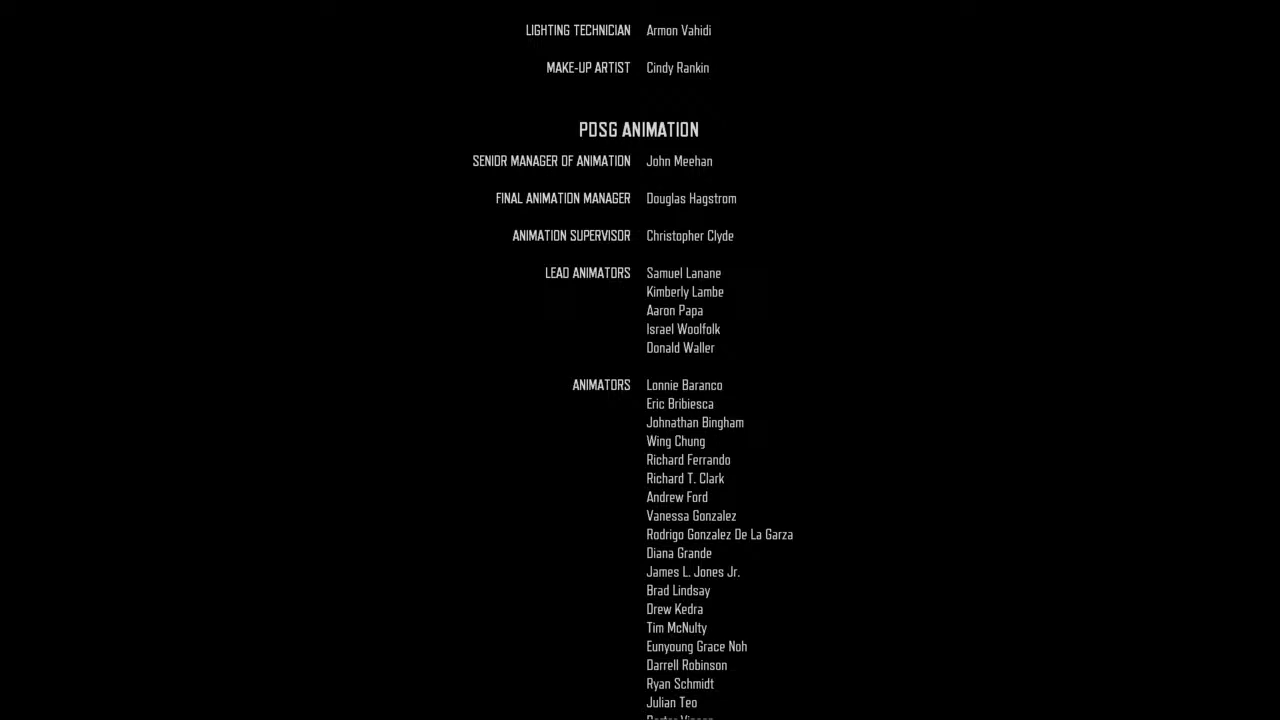 LIGHTING TECHNICIAN Armon Vahidi
MAKE-UP ARTIST Cindy Rankin
PDSG ANIMATION
SENIOR MANAGER OF ANIMATION John Meehan
FINAL ANIMATION MANAGER Douglas Hagstrom
ANIMATION SUPERVISOR Christopher Clyde
LEAD ANIMATORS Samuel Lanane
Kimberly Lambe
Aaron Papa
Israel Woolfolk
Donald Waller
ANIMATORS Lonnie Baranco
Eric Bribiesca
Johnathan Bingham
Wing Chung
Richard Ferrando
Richard T. Clark
Andrew Ford
Vanessa Gonzalez
Rodrigo Gonzalez De La Garza
Diana Grande
James L. Jones Jr.
Brad Lindsay
Drew Kedra
Tim McNulty
Eunyoung Grace Noh
Darrell Robinson
Ryan Schmidt
Julian Teo